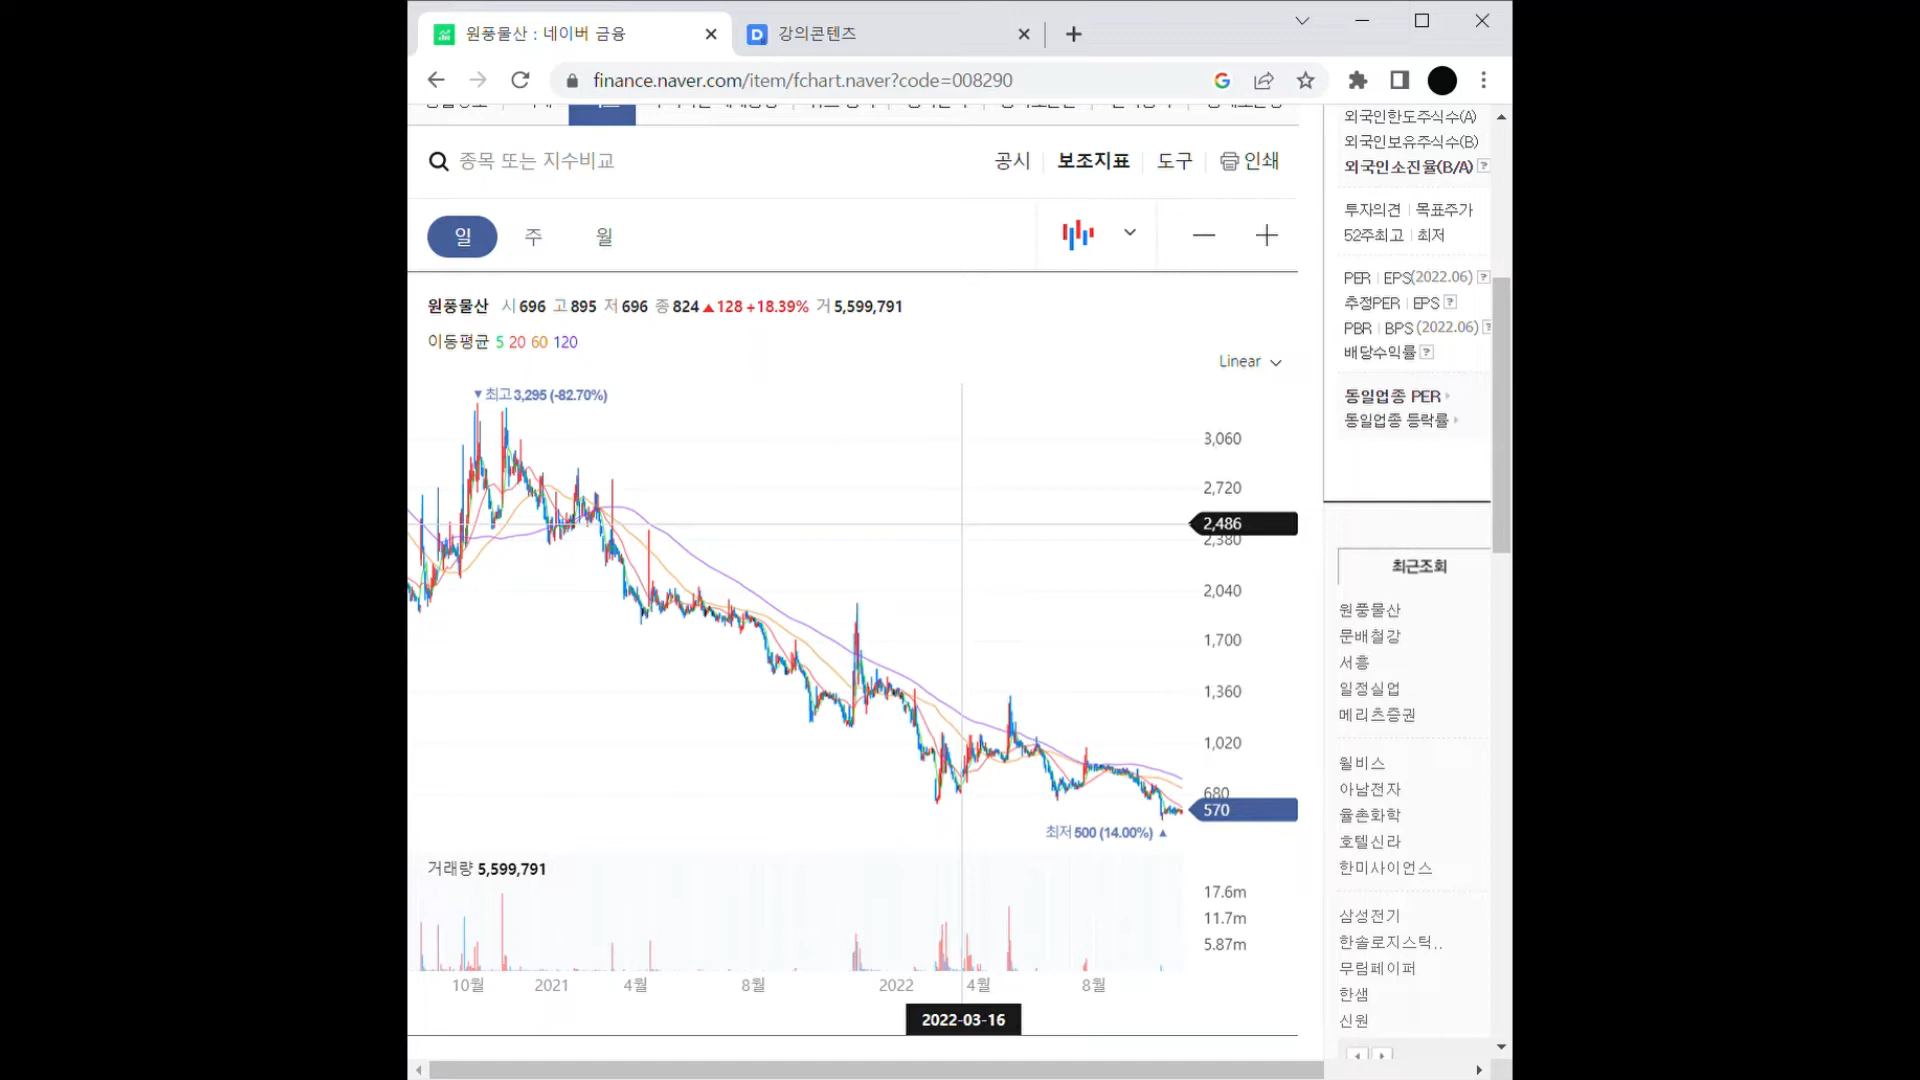 원풍물산 : 네이버 금융
강의콘텐츠
finance.naver.com/item/fchart.naver?code=008290
종목 또는 지수비교
공시
보조지표
도구
인쇄
일
주
월
원풍물산 시 696 고 895 저 696 종 824 ▲128 +18.39% 거 5,599,791
이동평균 5 20 60 120
Linear
▼최고 3,295 (-82.70%)
3,060
2,720
2,486
2,380
2,040
1,700
1,360
1,020
680
570
최저 500 (14.00%) ▲
거래량 5,599,791
17.6m
11.7m
5.87m
10월
2021
4월
8월
2022
4월
8월
2022-03-16
외국인한도주식수(A)
외국인보유주식수(B)
외국인소진율(B/A) ?
투자의견 | 목표주가
52주최고 | 최저
PER | EPS(2022.06) ?
추정PER | EPS ?
PBR | BPS (2022.06) ?
배당수익률 ?
동일업종 PER
동일업종 등락률
최근조회
원풍물산
문배철강
서흥
일정실업
메리츠증권
윌비스
아남전자
율촌화학
호텔신라
한미사이언스
삼성전기
한솔로지스틱..
무림페이퍼
한샘
신원